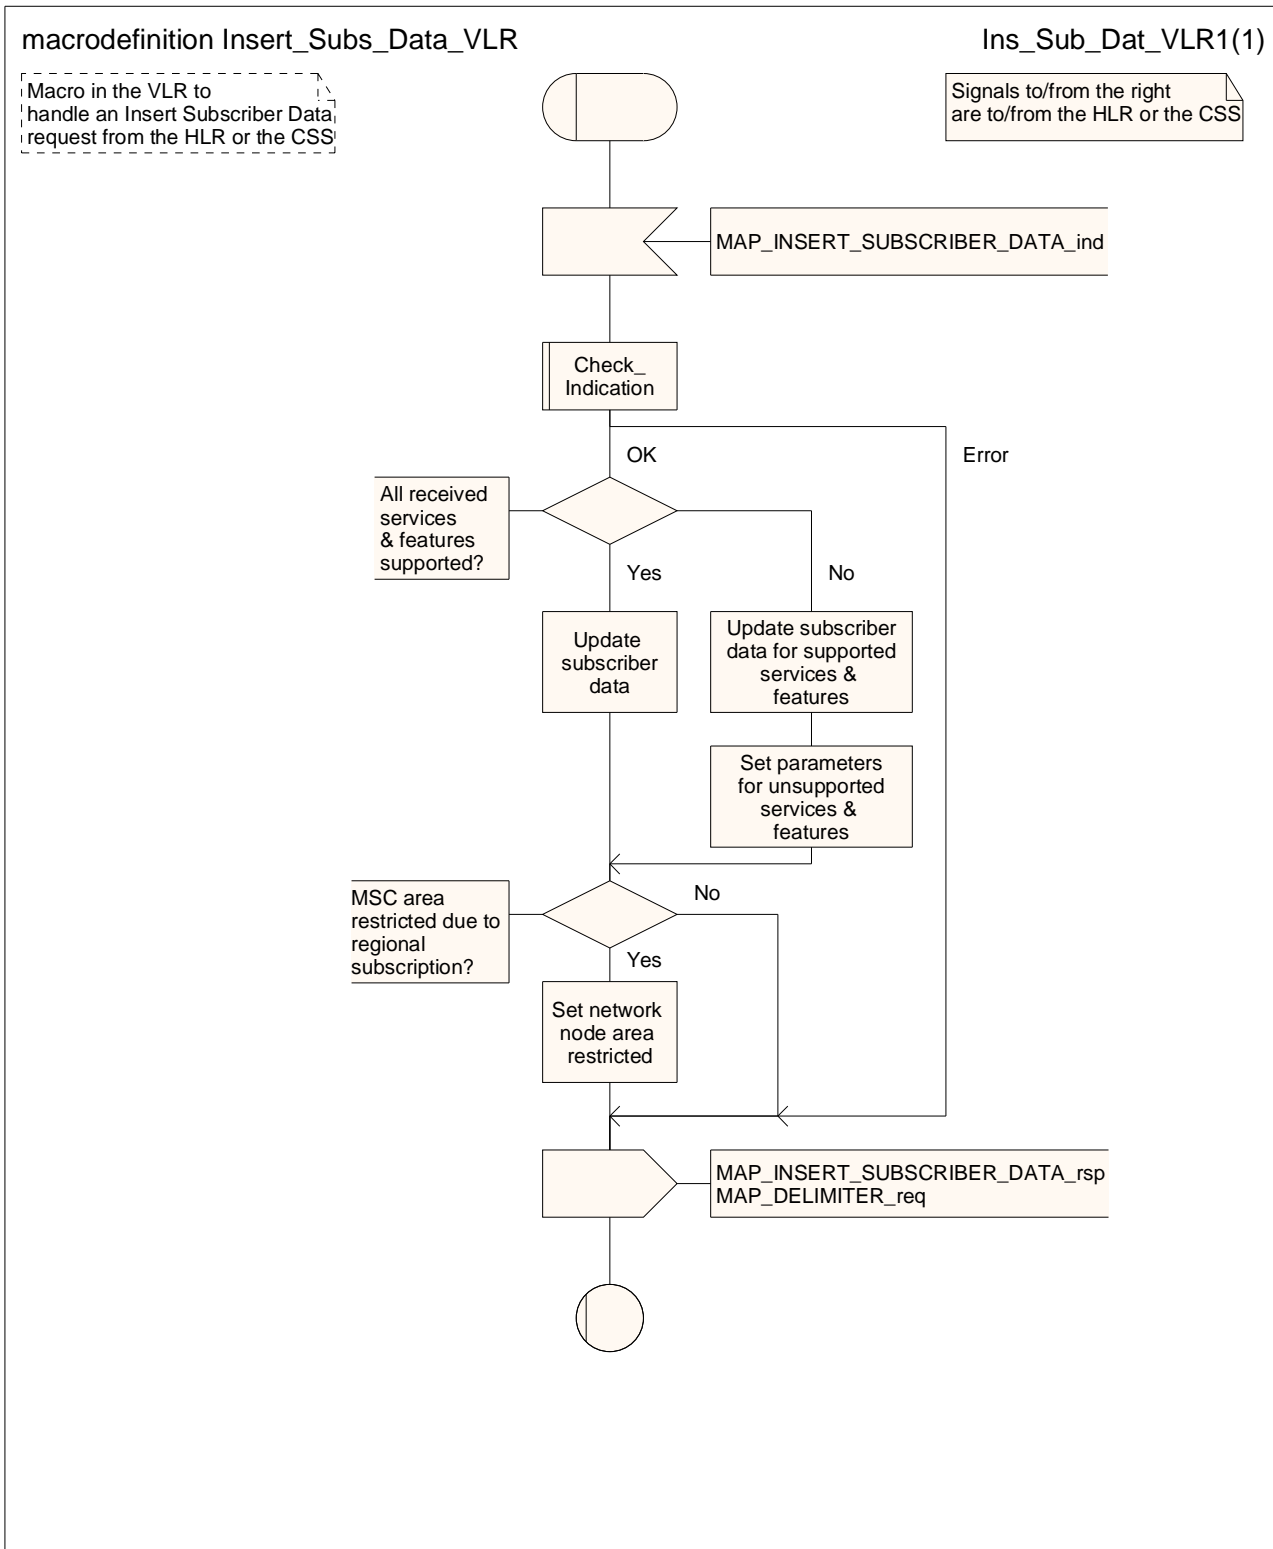 macrodefinition Insert_Subs_Data_VLR
Ins_Sub_Dat_VLR1(1)
Macro in the VLR to
handle an Insert Subscriber Data
request from the HLR or the CSS
Signals to/from the right
are to/from the HLR or the CSS
MAP_INSERT_SUBSCRIBER_DATA_ind
Check_
Indication
OK
Error
All received
services
& features
supported?
Yes
No
Update
subscriber
data
Update subscriber
data for supported
services &
features
Set parameters
for unsupported
services &
features
MSC area
restricted due to
regional
subscription?
No
Yes
Set network
node area
restricted
MAP_INSERT_SUBSCRIBER_DATA_rsp
MAP_DELIMITER_req